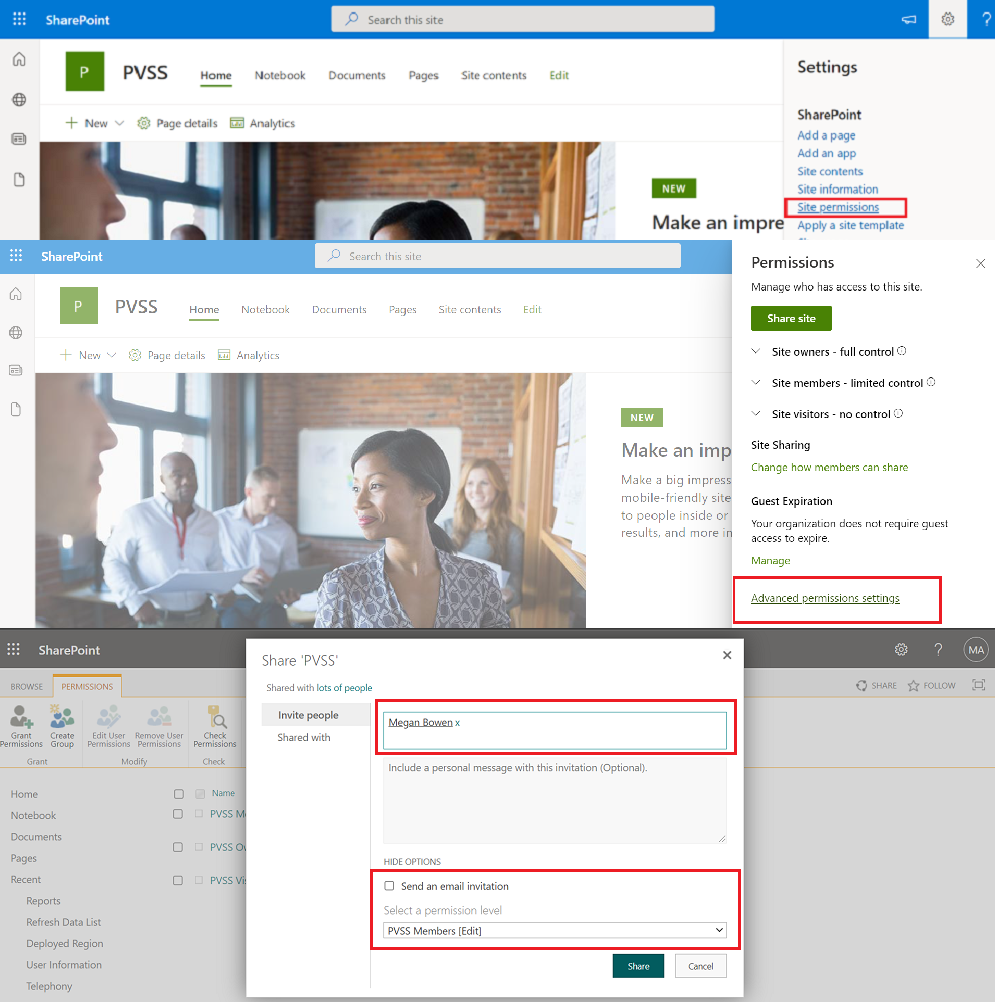 SharePoint
Search this site
?
P
PVSS
Home
Notebook
Documents
Pages
Site contents
Edit
New
Page details
Analytics
NEW
Make an impre
Settings
SharePoint
Add a page
Add an app
Site contents
Site information
Site permissions
Apply a site template
SharePoint
Search this site
P
PVSS
Home
Notebook
Documents
Pages
Site contents
Edit
New
Page details
Analytics
NEW
Make an imp
Make a big impress
mobile-friendly site
to people inside or
results, and more in
Permissions
Manage who has access to this site.
Share site
Site owners - full control
Site members - limited control
Site visitors - no control
Site Sharing
Change how members can share
Guest Expiration
Your organization does not require guest
access to expire.
Manage
Advanced permissions settings
SharePoint
?
MA
BROWSE
PERMISSIONS
SHARE
FOLLOW
Grant
Permissions
Create
Group
Edit User
Permissions
Remove User
Permissions
Check
Permissions
Grant
Modify
Check
Home
Notebook
Documents
Pages
Recent
Reports
Refresh Data List
Deployed Region
User Information
Telephony
Name
PVSS Me
PVSS Ov
PVSS Vis
Share 'PVSS'
Shared with lots of people
Invite people
Shared with
Megan Bowen x
Include a personal message with this invitation (Optional).
HIDE OPTIONS
Send an email invitation
Select a permission level
PVSS Members [Edit]
Share
Cancel